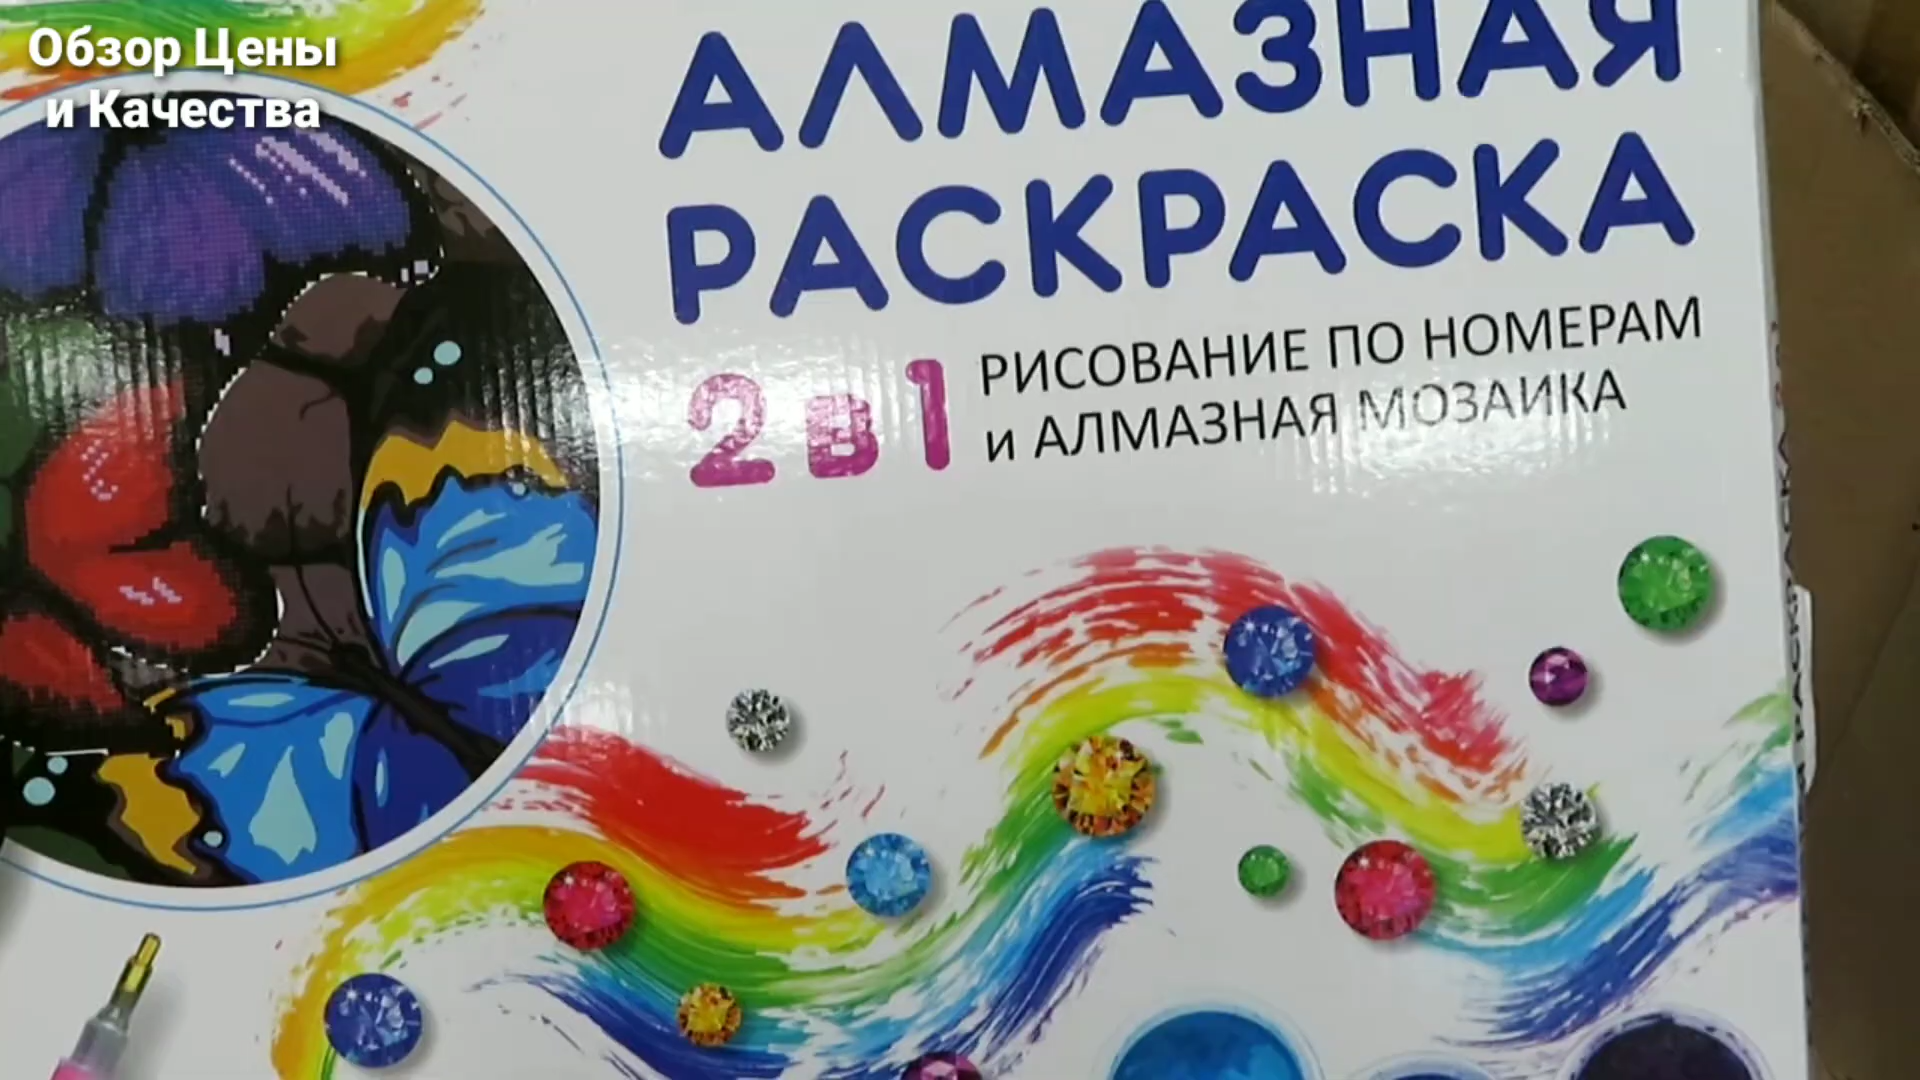 Обзор Цены
и Качества
АЛМАЗНАЯ
РАСКРАСКА
2 в 1
РИСОВАНИЕ ПО НОМЕРАМ
и АЛМАЗНАЯ МОЗАИКА